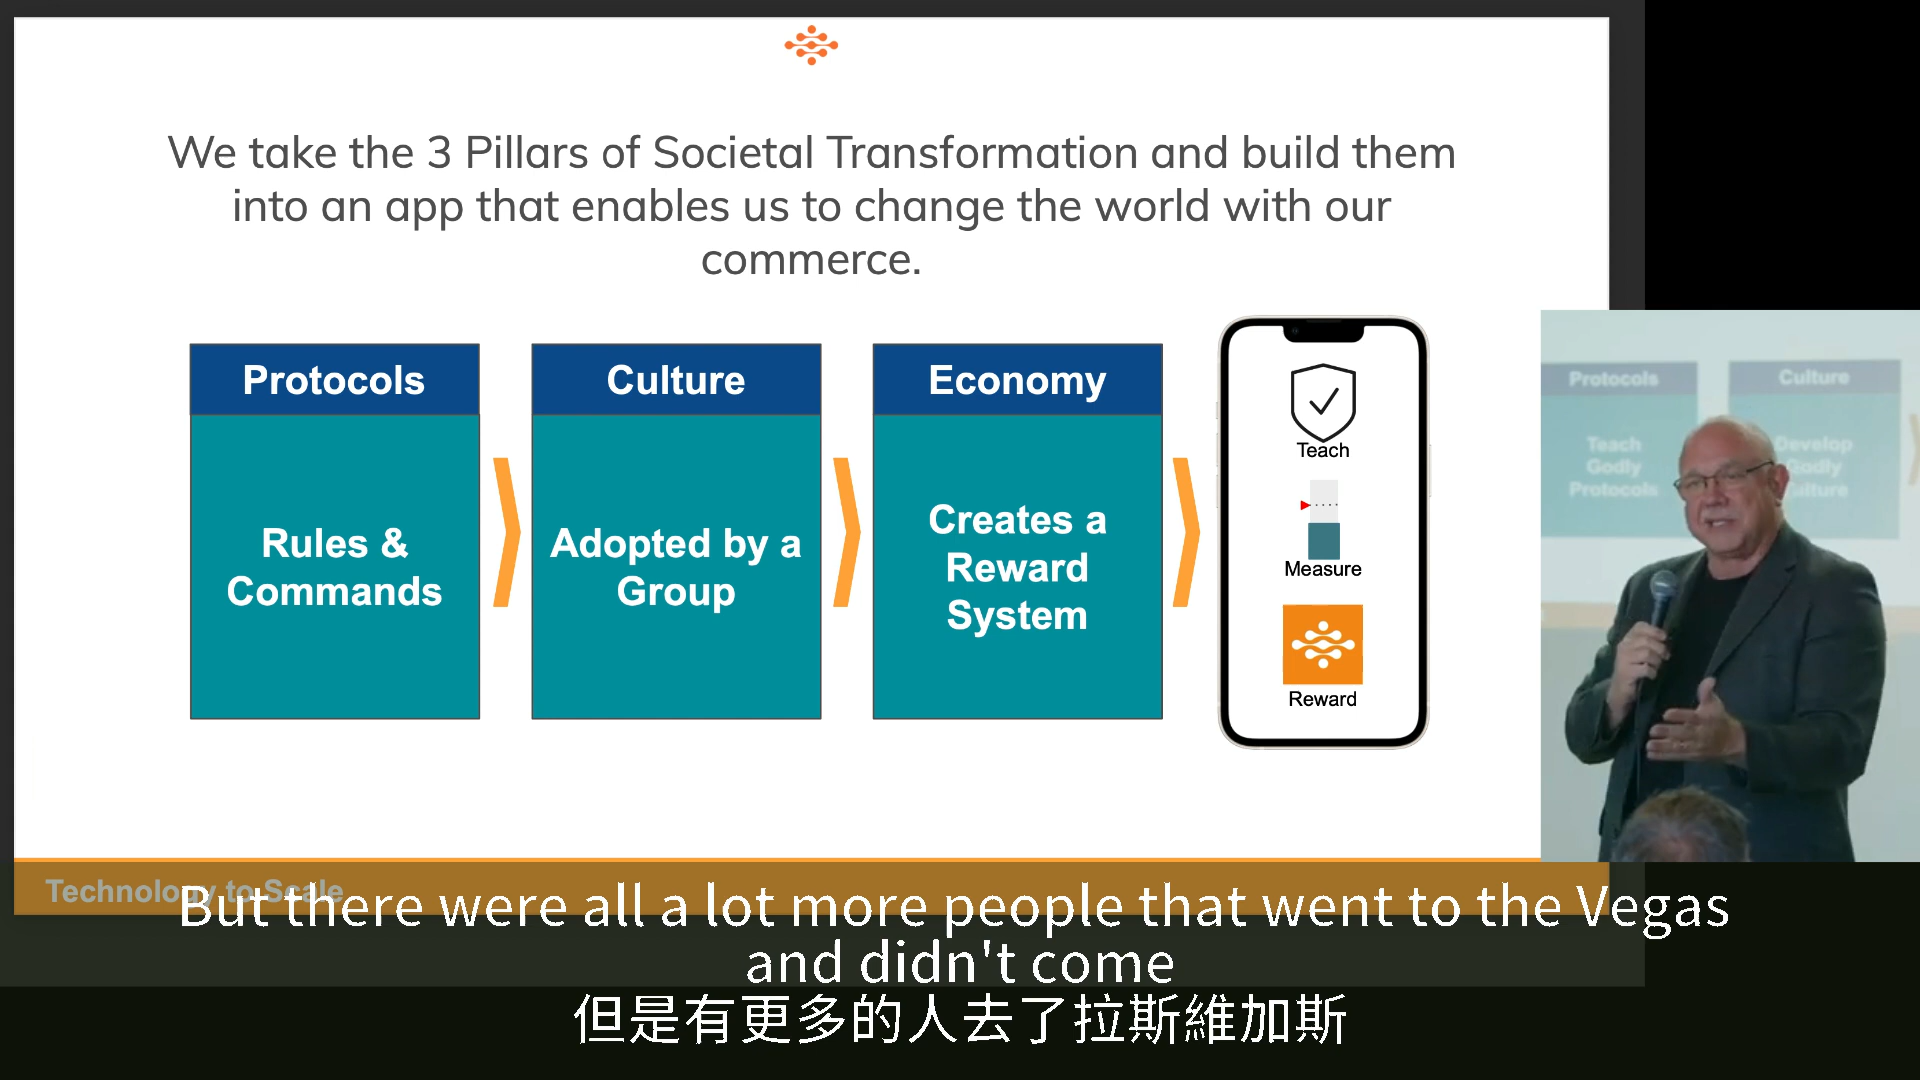 We take the 3 Pillars of Societal Transformation and build them
into an app that enables us to change the world with our
commerce.
Protocols
Rules &
Commands
Culture
Adopted by a
Group
Economy
Creates a
Reward
System
Teach
Measure
Reward
Protocols
Teach
Godly
Protocols
Culture
Develop
Godly
Culture
Technology to Scale
But there were all a lot more people that went to the Vegas
and didn't come
但是有更多的人去了拉斯維加斯